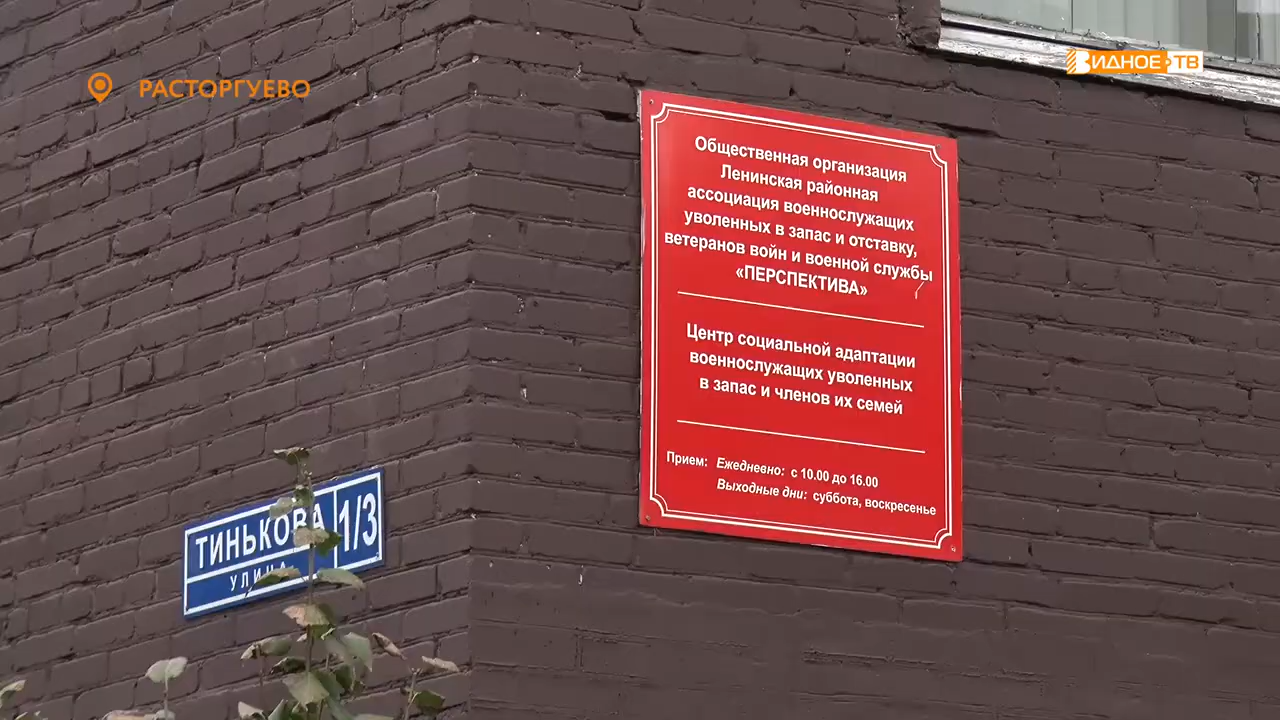 РАСТОРГУЕВО
ВИДНОЕ ТВ
Общественная организация
Ленинская районная
ассоциация военнослужащих
уволенных в запас и отставку,
ветеранов войн и военной службы
«ПЕРСПЕКТИВА»
Центр социальной адаптации
военнослужащих уволенных
в запас и членов их семей
Прием: Ежедневно: с 10.00 до 16.00
Выходные дни: суббота, воскресенье
ТИНЬКОВА 1/3
УЛИЦА